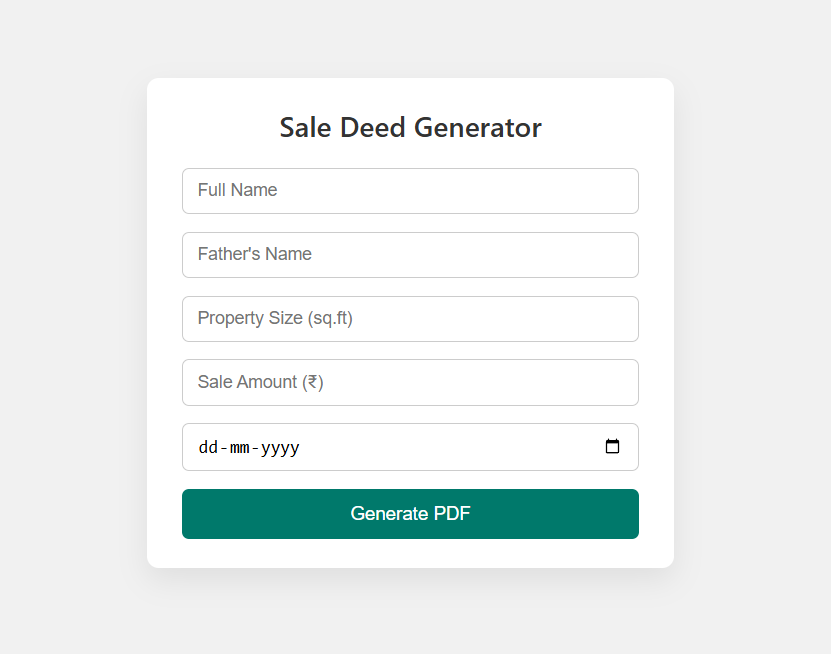 Sale Deed Generator
Full Name
Father's Name
Property Size (sq.ft)
Sale Amount (₹)
dd-mm-yyyy
Generate PDF